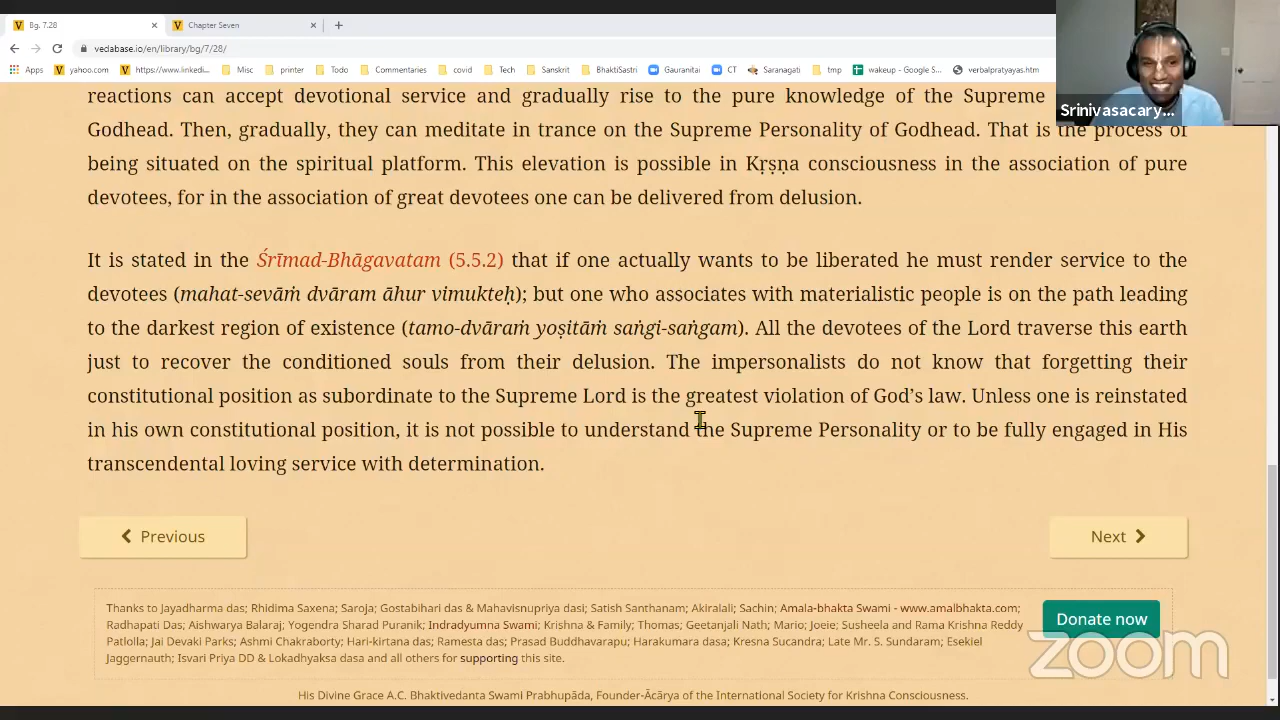 Bg. 7.28
Chapter Seven
vedabase.io/en/library/bg/7/28/
Apps yahoo.com https://www.linkedi... Misc printer Todo Commentaries covid Tech Sanskrit BhaktiSastri Gauranitai CT Saranagati tmp wakeup - Google S... verbalpratyayas.htm
Srinivasacary...
reactions can accept devotional service and gradually rise to the pure knowledge of the Supreme
Godhead. Then, gradually, they can meditate in trance on the Supreme Personality of Godhead. That is the process of
being situated on the spiritual platform. This elevation is possible in Kṛṣṇa consciousness in the association of pure
devotees, for in the association of great devotees one can be delivered from delusion.
It is stated in the Śrīmad-Bhāgavatam (5.5.2) that if one actually wants to be liberated he must render service to the
devotees (mahat-sevāṁ dvāram āhur vimukteḥ); but one who associates with materialistic people is on the path leading
to the darkest region of existence (tamo-dvāraṁ yoṣitāṁ saṅgi-saṅgam). All the devotees of the Lord traverse this earth
just to recover the conditioned souls from their delusion. The impersonalists do not know that forgetting their
constitutional position as subordinate to the Supreme Lord is the greatest violation of God's law. Unless one is reinstated
in his own constitutional position, it is not possible to understand the Supreme Personality or to be fully engaged in His
transcendental loving service with determination.
Previous
Next
Thanks to Jayadharma das; Rhidima Saxena; Saroja; Gostabihari das & Mahavisnupriya dasi; Satish Santhanam; Akiralali; Sachin; Amala-bhakta Swami - www.amalbhakta.com;
Radhapati Das; Aishwarya Balaraj; Yogendra Sharad Puranik; Indradyumna Swami; Krishna & Family; Thomas; Geetanjali Nath; Mario; Joeie; Susheela and Rama Krishna Reddy
Patlolla; Jai Devaki Parks; Ashmi Chakraborty; Hari-kirtana das; Ramesta das; Prasad Buddhavarapu; Harakumara dasa; Kresna Sucandra; Late Mr. S. Sundaram; Esekiel
Jaggernauth; Isvari Priya DD & Lokadhyaksa dasa and all others for supporting this site.
Donate now
zoom
His Divine Grace A.C. Bhaktivedanta Swami Prabhupāda, Founder-Ācārya of the International Society for Krishna Consciousness.